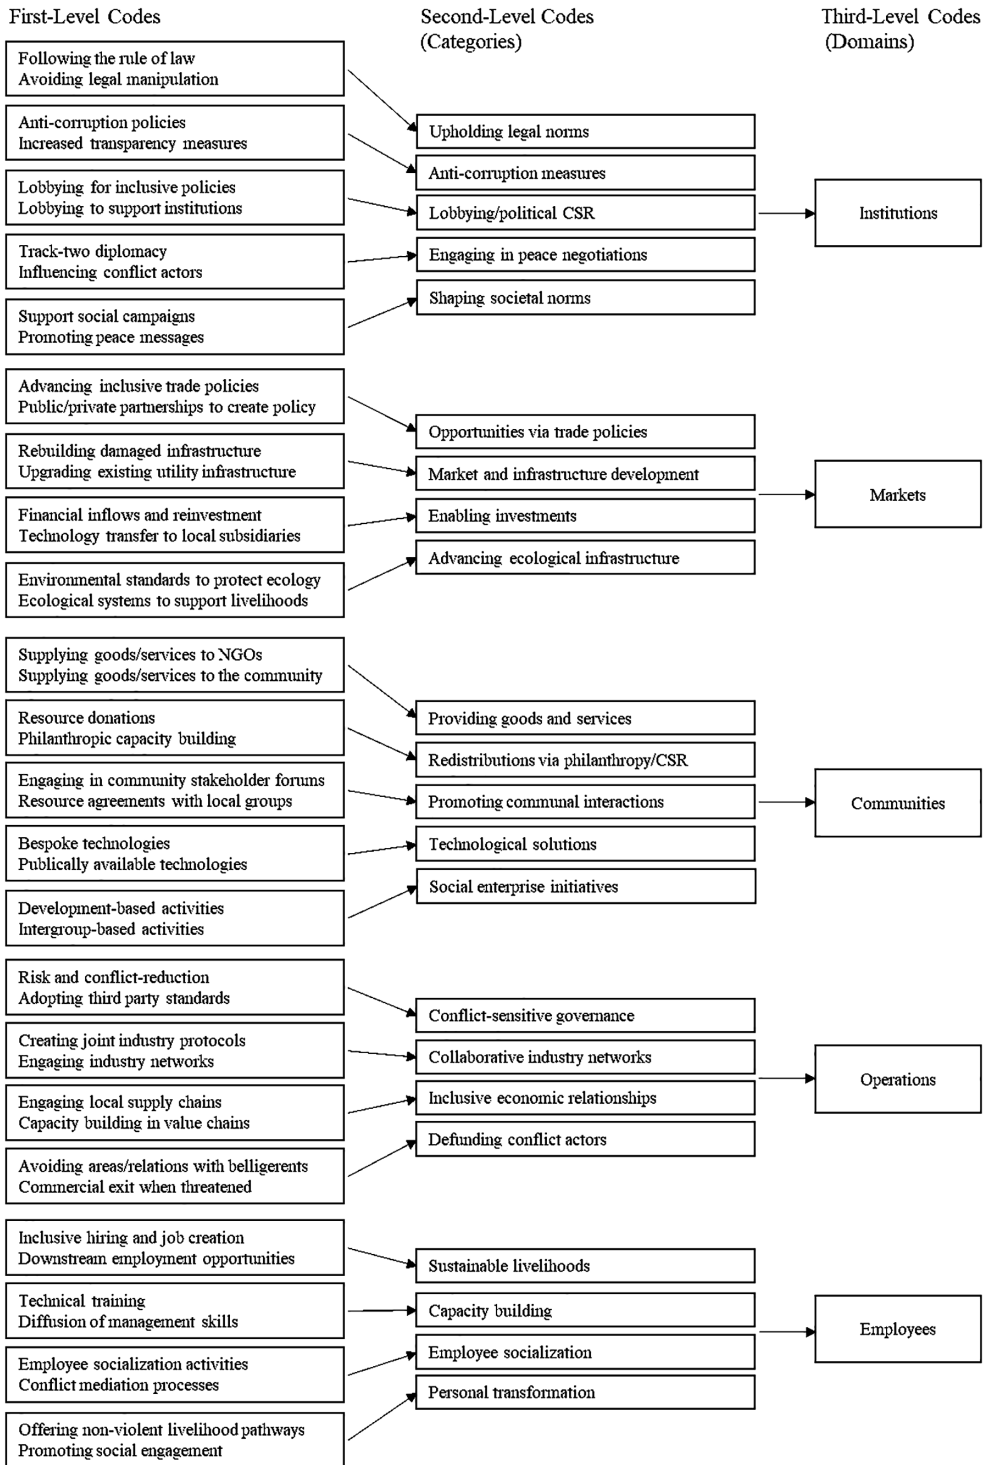 First-Level Codes
Second-Level Codes
(Categories)
Third-Level Codes
(Domains)
Following the rule of law
Avoiding legal manipulation
Anti-corruption policies
Increased transparency measures
Lobbying for inclusive policies
Lobbying to support institutions
Track-two diplomacy
Influencing conflict actors
Support social campaigns
Promoting peace messages
Upholding legal norms
Anti-corruption measures
Lobbying/political CSR
Engaging in peace negotiations
Shaping societal norms
Institutions
Advancing inclusive trade policies
Public/private partnerships to create policy
Rebuilding damaged infrastructure
Upgrading existing utility infrastructure
Financial inflows and reinvestment
Technology transfer to local subsidiaries
Environmental standards to protect ecology
Ecological systems to support livelihoods
Opportunities via trade policies
Market and infrastructure development
Enabling investments
Advancing ecological infrastructure
Markets
Supplying goods/services to NGOs
Supplying goods/services to the community
Resource donations
Philanthropic capacity building
Engaging in community stakeholder forums
Resource agreements with local groups
Bespoke technologies
Publically available technologies
Development-based activities
Intergroup-based activities
Providing goods and services
Redistributions via philanthropy/CSR
Promoting communal interactions
Technological solutions
Social enterprise initiatives
Communities
Risk and conflict-reduction
Adopting third party standards
Creating joint industry protocols
Engaging industry networks
Engaging local supply chains
Capacity building in value chains
Avoiding areas/relations with belligerents
Commercial exit when threatened
Conflict-sensitive governance
Collaborative industry networks
Inclusive economic relationships
Defunding conflict actors
Operations
Inclusive hiring and job creation
Downstream employment opportunities
Technical training
Diffusion of management skills
Employee socialization activities
Conflict mediation processes
Offering non-violent livelihood pathways
Promoting social engagement
Sustainable livelihoods
Capacity building
Employee socialization
Personal transformation
Employees